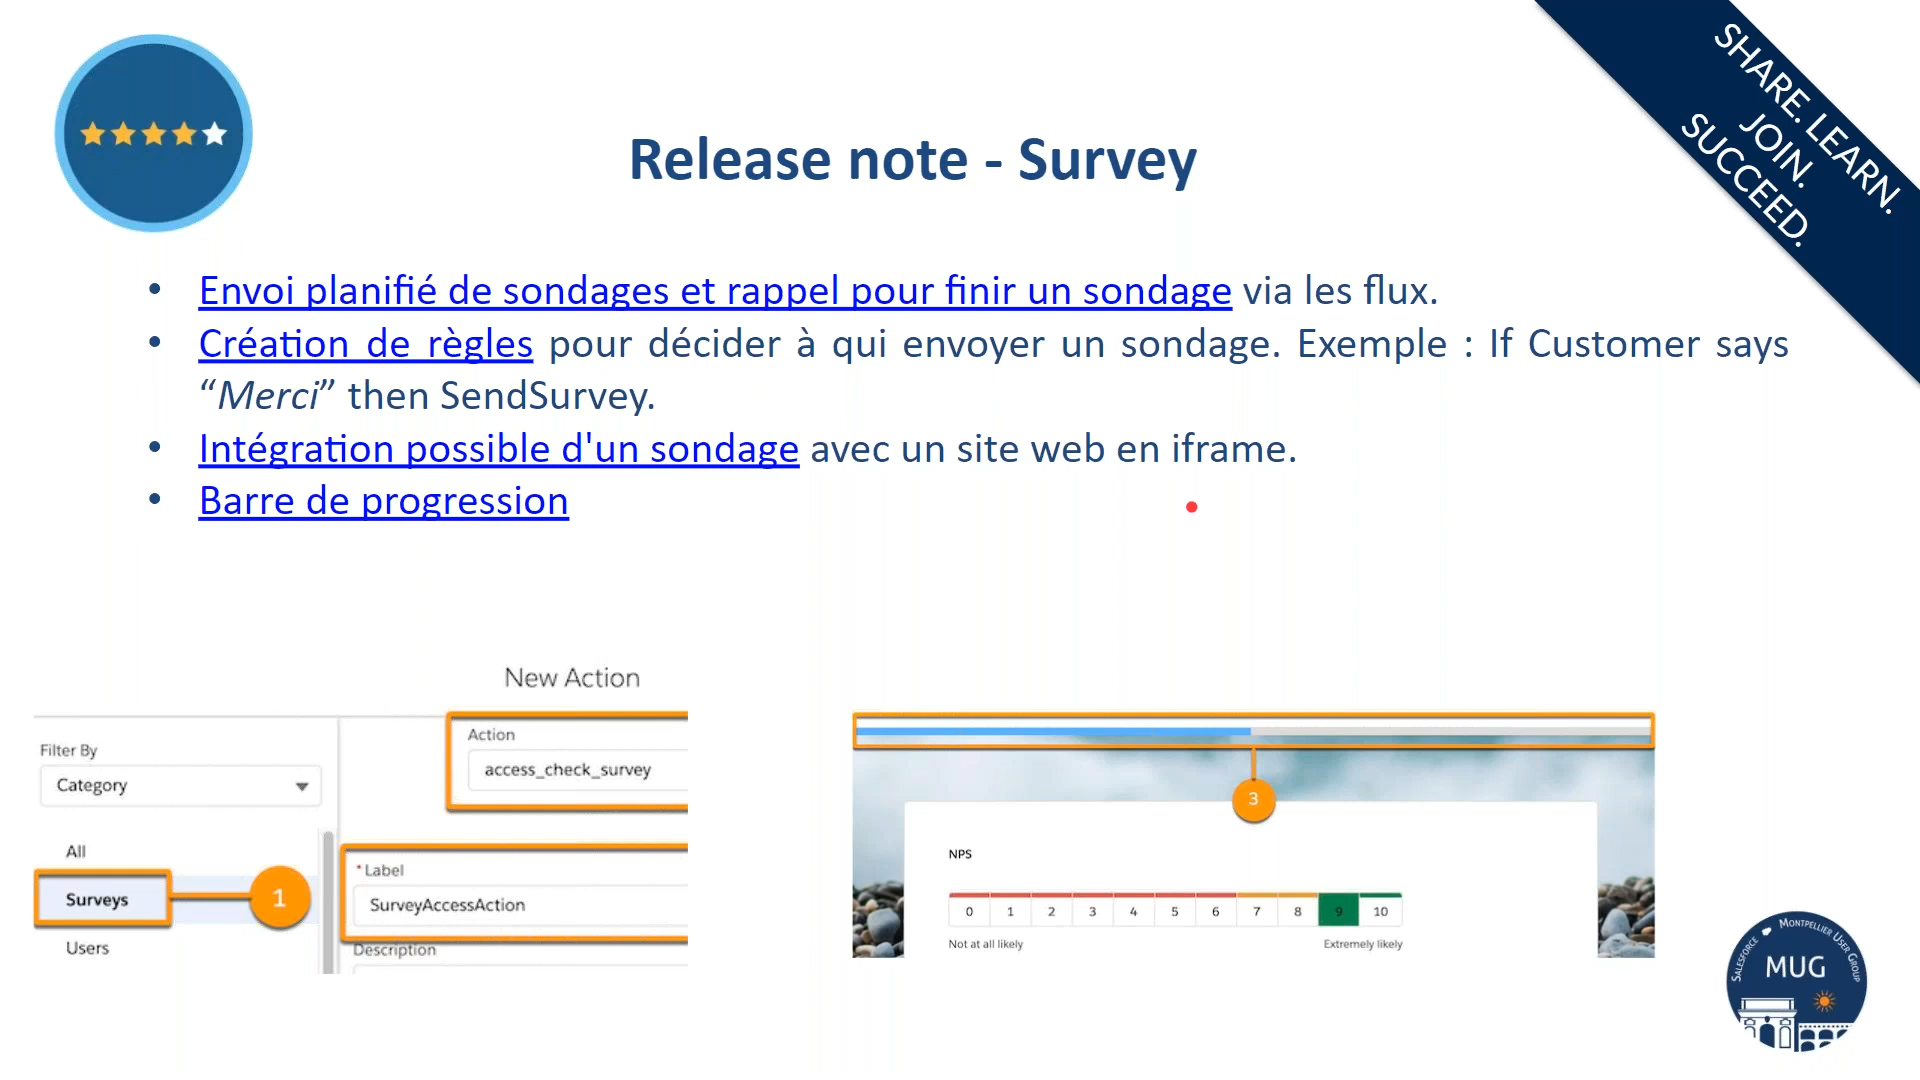 SHARE. LEARN.
JOIN.
SUCCEED.
Release note - Survey
• Envoi planifié de sondages et rappel pour finir un sondage via les flux.
• Création de règles pour décider à qui envoyer un sondage. Exemple : If Customer says
“Merci” then SendSurvey.
• Intégration possible d'un sondage avec un site web en iframe.
• Barre de progression
New Action
Filter By
Category
All
Surveys
Users
1
Action
access_check_survey
* Label
SurveyAccessAction
Description
3
NPS
0 1 2 3 4 5 6 7 8 9 10
Not at all likely Extremely likely
SALESFORCE MONTPELLIER USER GROUP
MUG